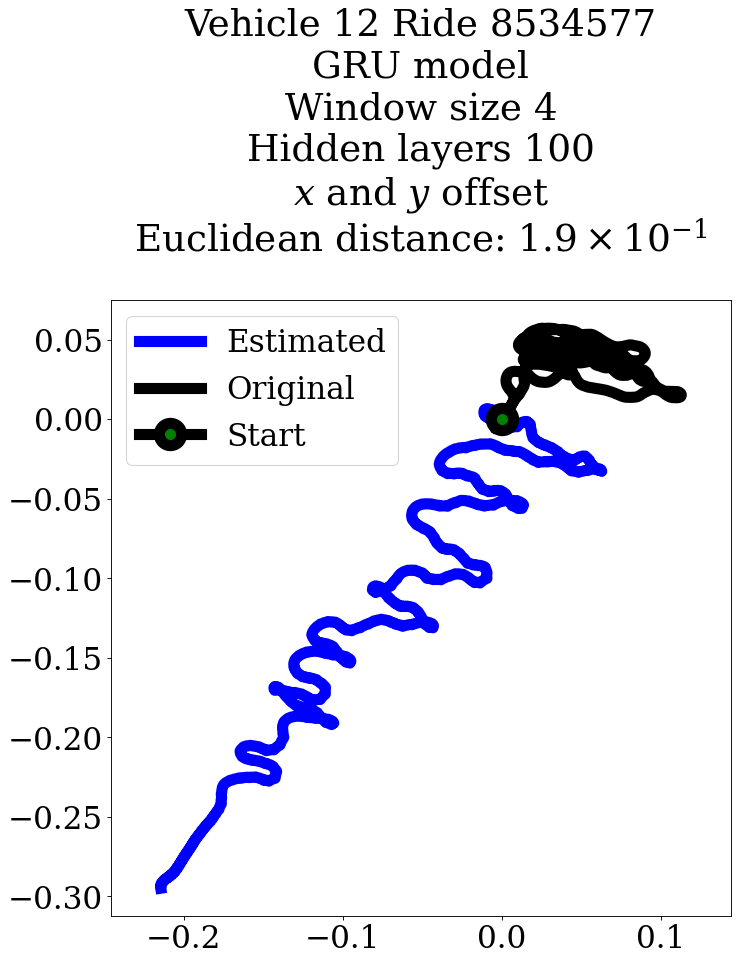 Vehicle 12 Ride 8534577
GRU model
Window size 4
Hidden layers 100
x and y offset
Euclidean distance: 1.9 × 10⁻¹
Estimated
Original
Start
0.05
0.00
−0.05
−0.10
−0.15
−0.20
−0.25
−0.30
−0.2 −0.1 0.0 0.1